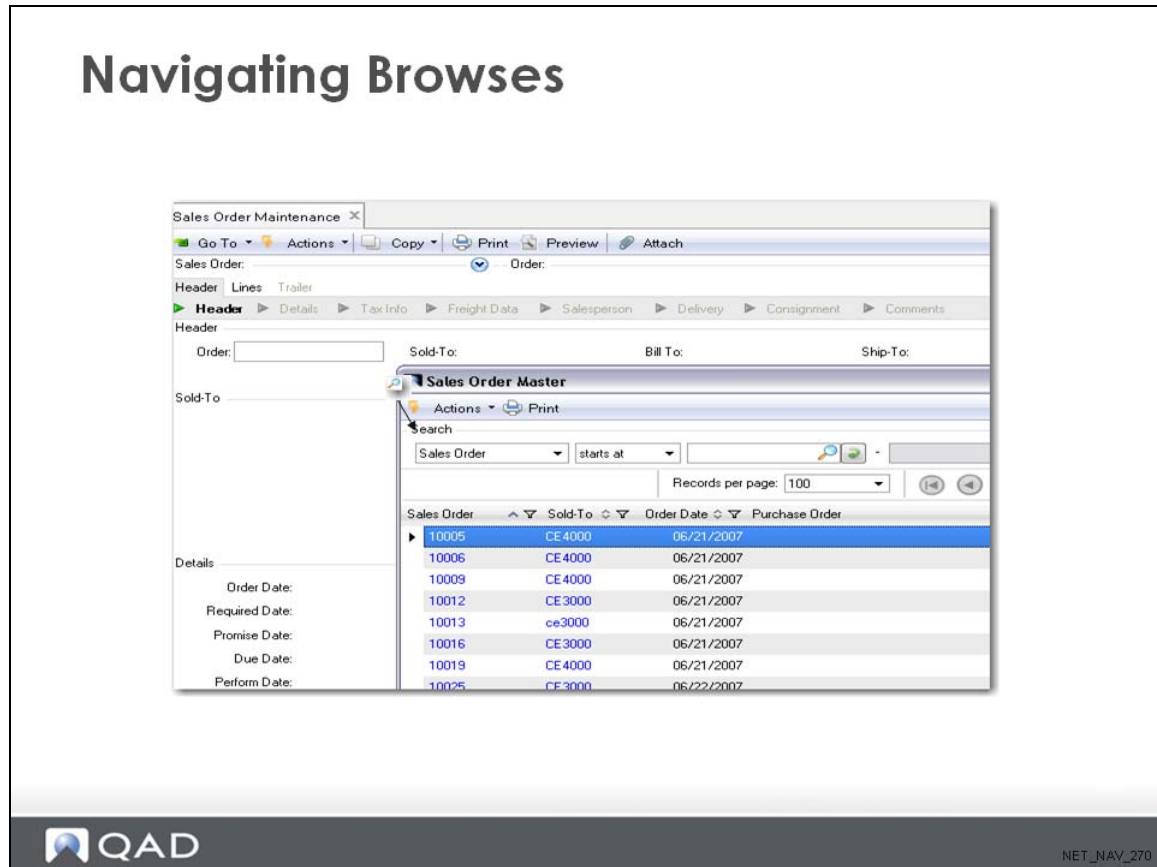 Navigating Browses
Sales Order Maintenance
Go To Actions Copy Print Preview Attach
Sales Order: Order:
Header Lines Trailer
Header Details Tax Info Freight Data Salesperson Delivery Consignment Comments
Header
Order: Sold-To: Bill To: Ship-To:
Sales Order Master
Sold-To
Actions Print
Search
Sales Order starts at -
Records per page: 100
Sales Order Sold-To Order Date Purchase Order
10005 CE4000 06/21/2007
10006 CE4000 06/21/2007
10009 CE4000 06/21/2007
10012 CE3000 06/21/2007
10013 ce3000 06/21/2007
10016 CE3000 06/21/2007
10019 CE4000 06/21/2007
10025 CE3000 06/22/2007
Details
Order Date:
Required Date:
Promise Date:
Due Date:
Perform Date:
QAD
NET_NAV_270